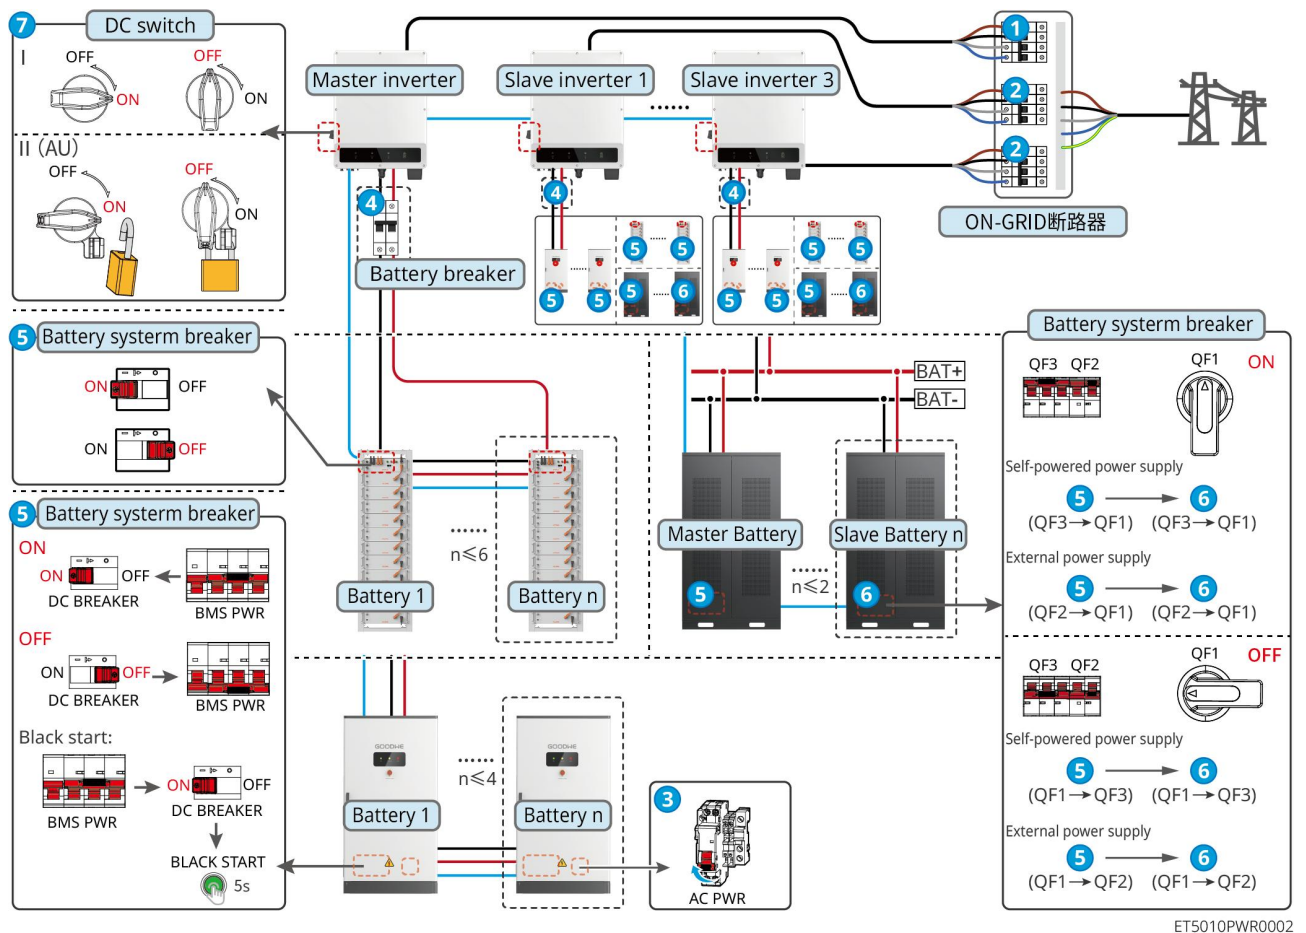 7
DC switch
I
OFF
ON
OFF
ON
II (AU)
OFF
ON
OFF
ON
Master inverter
Slave inverter 1
Slave inverter 3
1
2
2
ON-GRID断路器
4
Battery breaker
4
4
5
5
5
5
5
6
5
5
5
5
5
6
5
Battery systerm breaker
ON
OFF
ON
OFF
5
Battery systerm breaker
ON
ON
OFF
DC BREAKER
BMS PWR
OFF
ON
OFF
DC BREAKER
BMS PWR
Black start:
BMS PWR
ON
OFF
DC BREAKER
BLACK START
5s
n≤6
Battery 1
Battery n
BAT+
BAT-
Master Battery
Slave Battery n
n≤2
5
6
GOODWE
GOODWE
n≤4
Battery 1
Battery n
3
AC PWR
Battery systerm breaker
QF3
QF2
QF1
ON
Self-powered power supply
5
6
(QF3→QF1)
(QF3→QF1)
External power supply
5
6
(QF2→QF1)
(QF2→QF1)
QF3
QF2
QF1
OFF
Self-powered power supply
5
6
(QF1→QF3)
(QF1→QF3)
External power supply
5
6
(QF1→QF2)
(QF1→QF2)
ET5010PWR0002